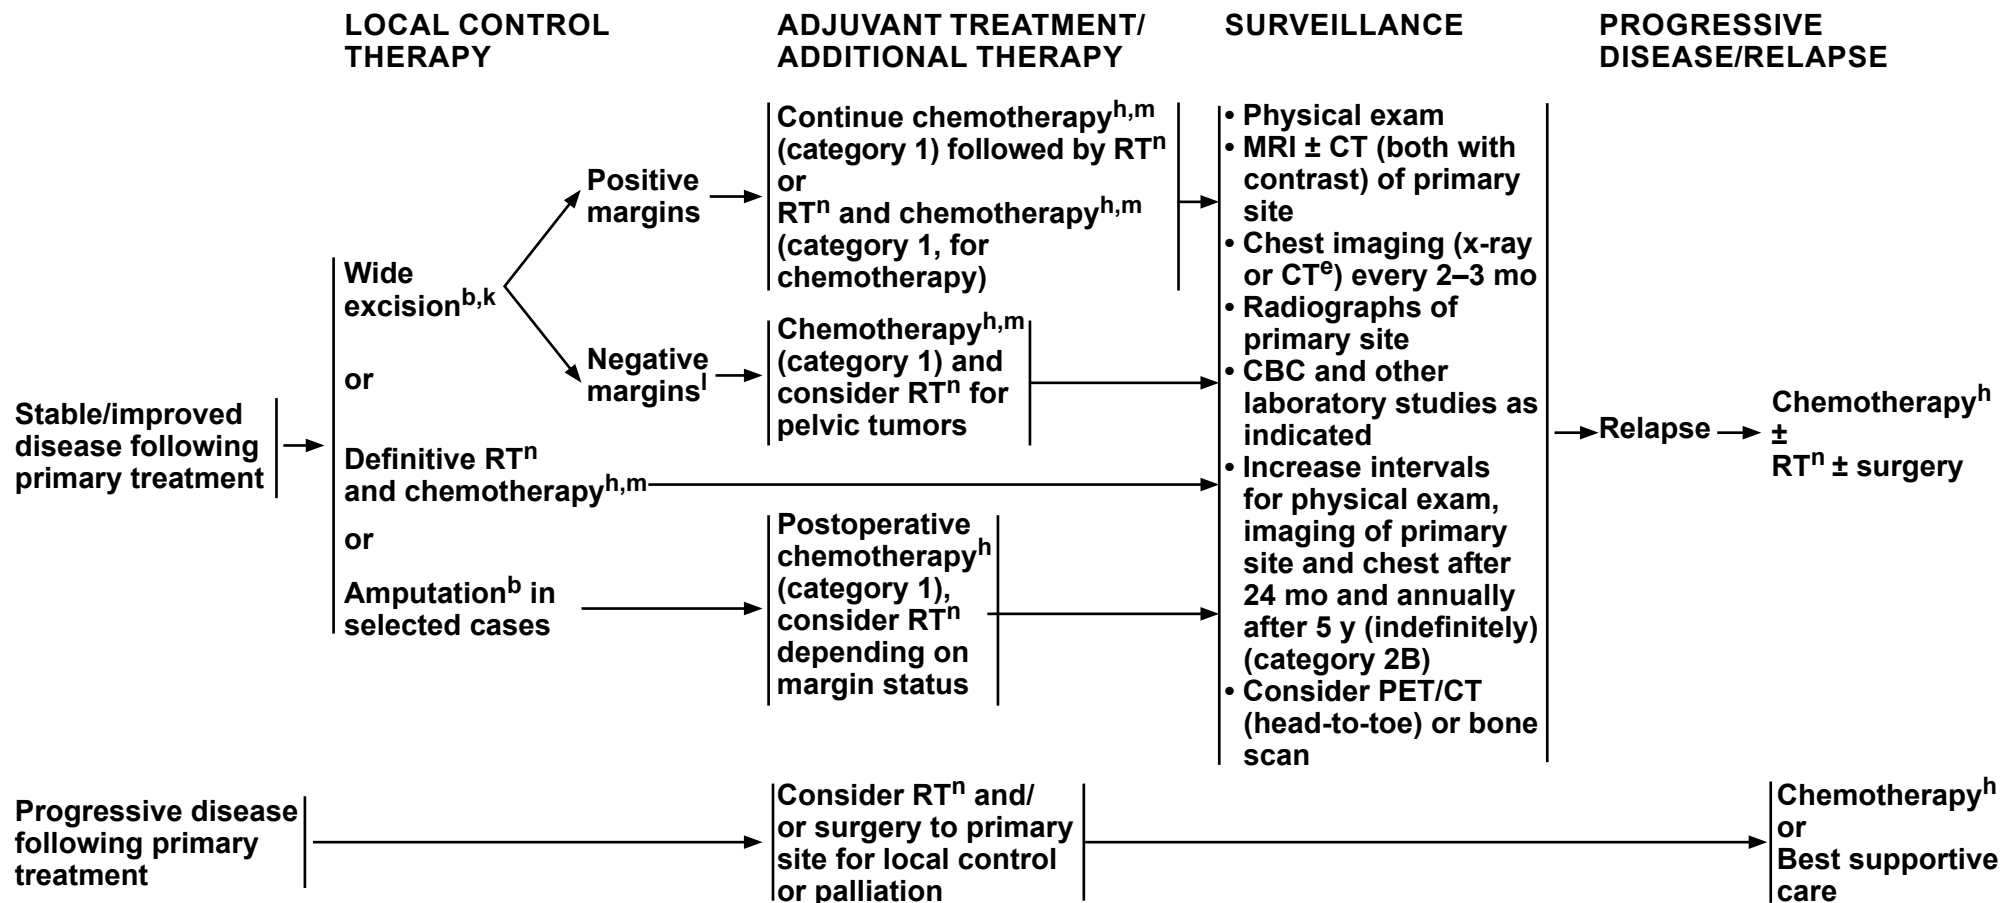 LOCAL CONTROL
THERAPY
ADJUVANT TREATMENT/
ADDITIONAL THERAPY
SURVEILLANCE
PROGRESSIVE
DISEASE/RELAPSE
Stable/improved
disease following
primary treatment
Wide
excisionb,k
or
Definitive RTn
and chemotherapyh,m
or
Amputationb in
selected cases
Positive
margins
Negative
marginsl
Continue chemotherapyh,m
(category 1) followed by RTn
or
RTn and chemotherapyh,m
(category 1, for
chemotherapy)
Chemotherapyh,m
(category 1) and
consider RTn for
pelvic tumors
Postoperative
chemotherapyh
(category 1),
consider RTn
depending on
margin status
• Physical exam
• MRI ± CT (both with
contrast) of primary
site
• Chest imaging (x-ray
or CTe) every 2–3 mo
• Radiographs of
primary site
• CBC and other
laboratory studies as
indicated
• Increase intervals
for physical exam,
imaging of primary
site and chest after
24 mo and annually
after 5 y (indefinitely)
(category 2B)
• Consider PET/CT
(head-to-toe) or bone
scan
Relapse
Chemotherapyh
±
RTn ± surgery
Progressive disease
following primary
treatment
Consider RTn and/
or surgery to primary
site for local control
or palliation
Chemotherapyh
or
Best supportive
care